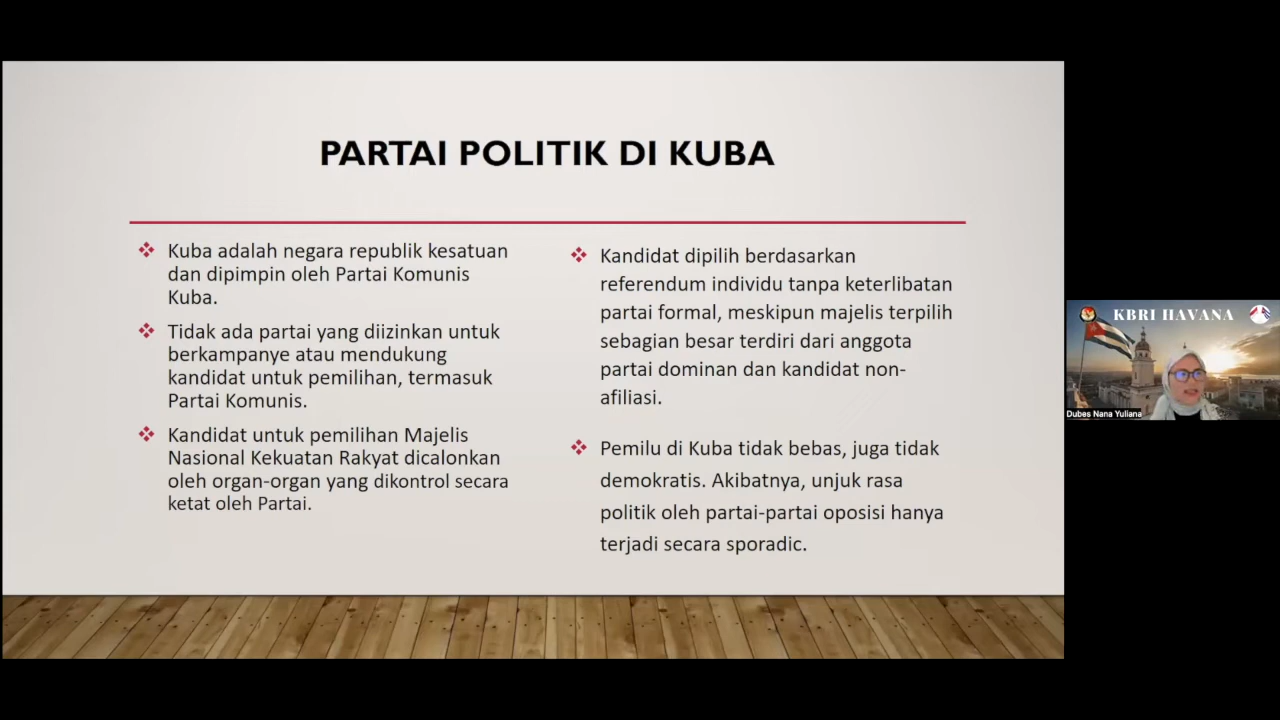 PARTAI POLITIK DI KUBA
Kuba adalah negara republik kesatuan
dan dipimpin oleh Partai Komunis
Kuba.
Tidak ada partai yang diizinkan untuk
berkampanye atau mendukung
kandidat untuk pemilihan, termasuk
Partai Komunis.
Kandidat untuk pemilihan Majelis
Nasional Kekuatan Rakyat dicalonkan
oleh organ-organ yang dikontrol secara
ketat oleh Partai.
Kandidat dipilih berdasarkan
referendum individu tanpa keterlibatan
partai formal, meskipun majelis terpilih
sebagian besar terdiri dari anggota
partai dominan dan kandidat non-
afiliasi.
Pemilu di Kuba tidak bebas, juga tidak
demokratis. Akibatnya, unjuk rasa
politik oleh partai-partai oposisi hanya
terjadi secara sporadic.
KBRI HAVANA
Dubes Nana Yuliana